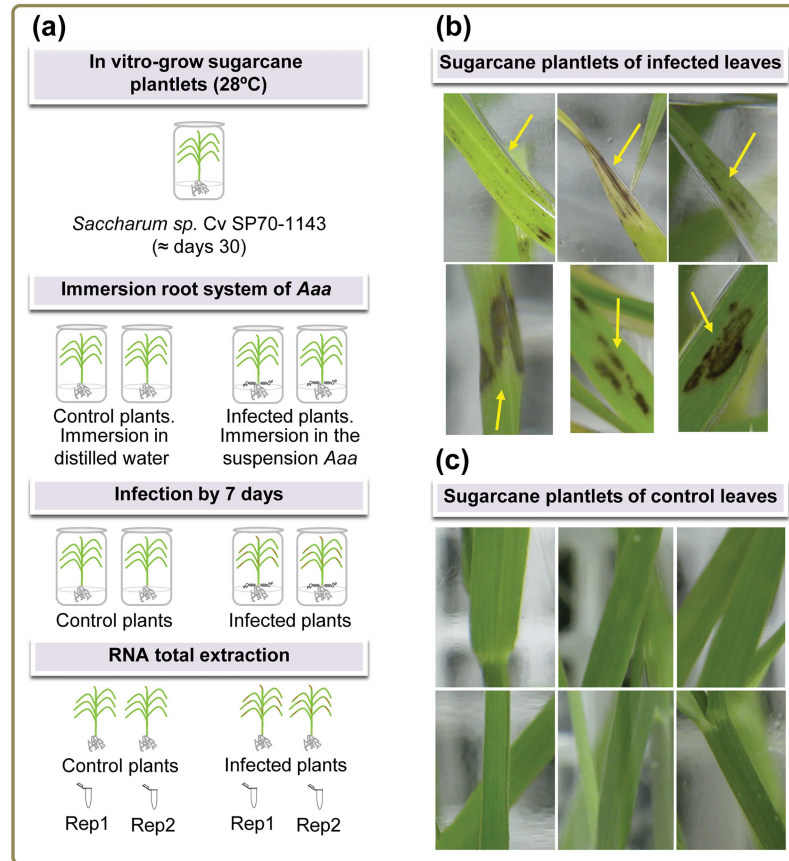 (a)
In vitro-grow sugarcane
plantlets (28ºC)
Saccharum sp. Cv SP70-1143
(≈ days 30)
Immersion root system of Aaa
Control plants.
Immersion in
distilled water
Infected plants.
Immersion in the
suspension Aaa
Infection by 7 days
Control plants
Infected plants
RNA total extraction
Control plants
Infected plants
Rep1
Rep2
Rep1
Rep2
(b)
Sugarcane plantlets of infected leaves
(c)
Sugarcane plantlets of control leaves